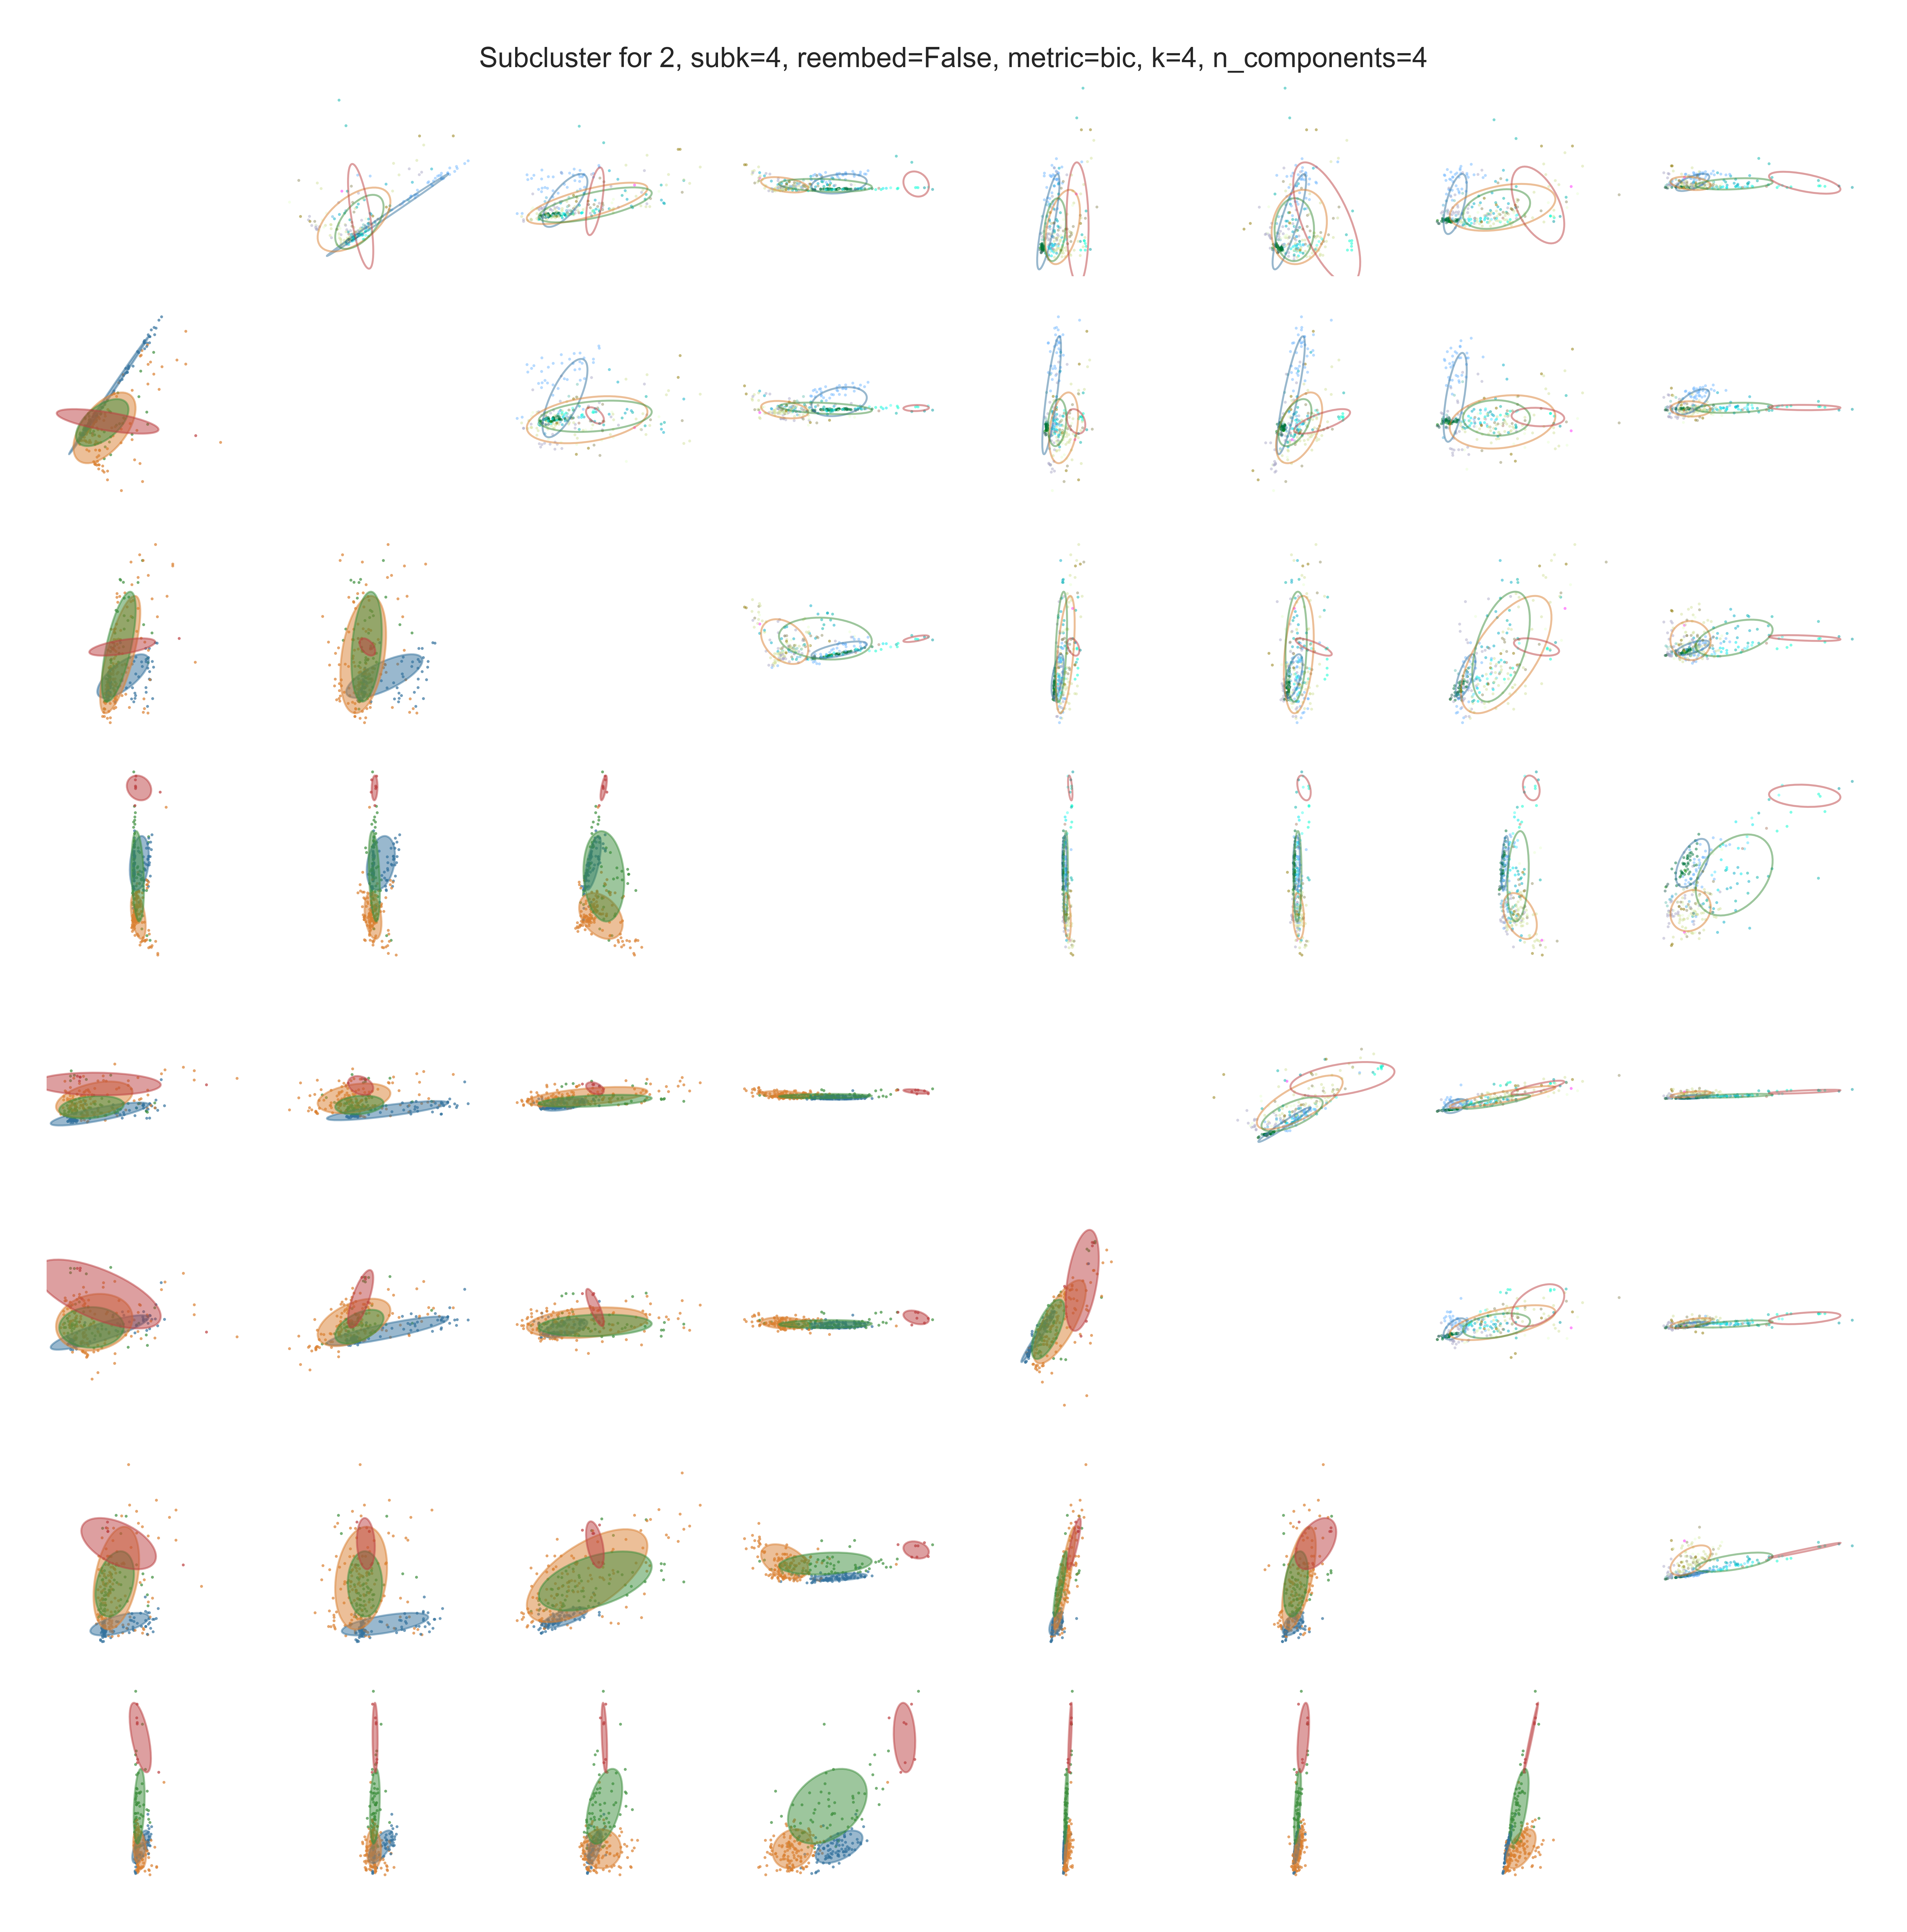 Subcluster for 2, subk=4, reembed=False, metric=bic, k=4, n_components=4